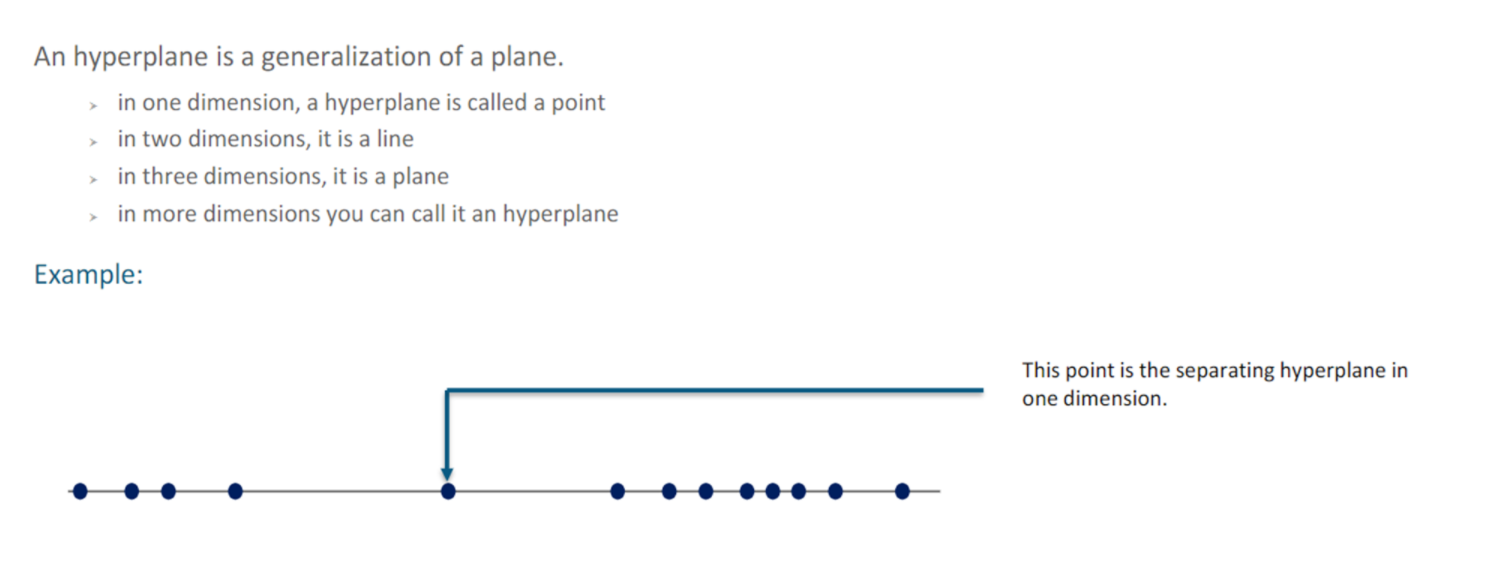 An hyperplane is a generalization of a plane.
➢ in one dimension, a hyperplane is called a point
➢ in two dimensions, it is a line
➢ in three dimensions, it is a plane
➢ in more dimensions you can call it an hyperplane
Example:
This point is the separating hyperplane in
one dimension.